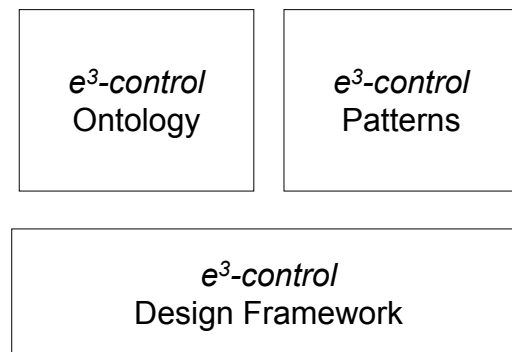 e³-control
Ontology
e³-control
Patterns
e³-control
Design Framework